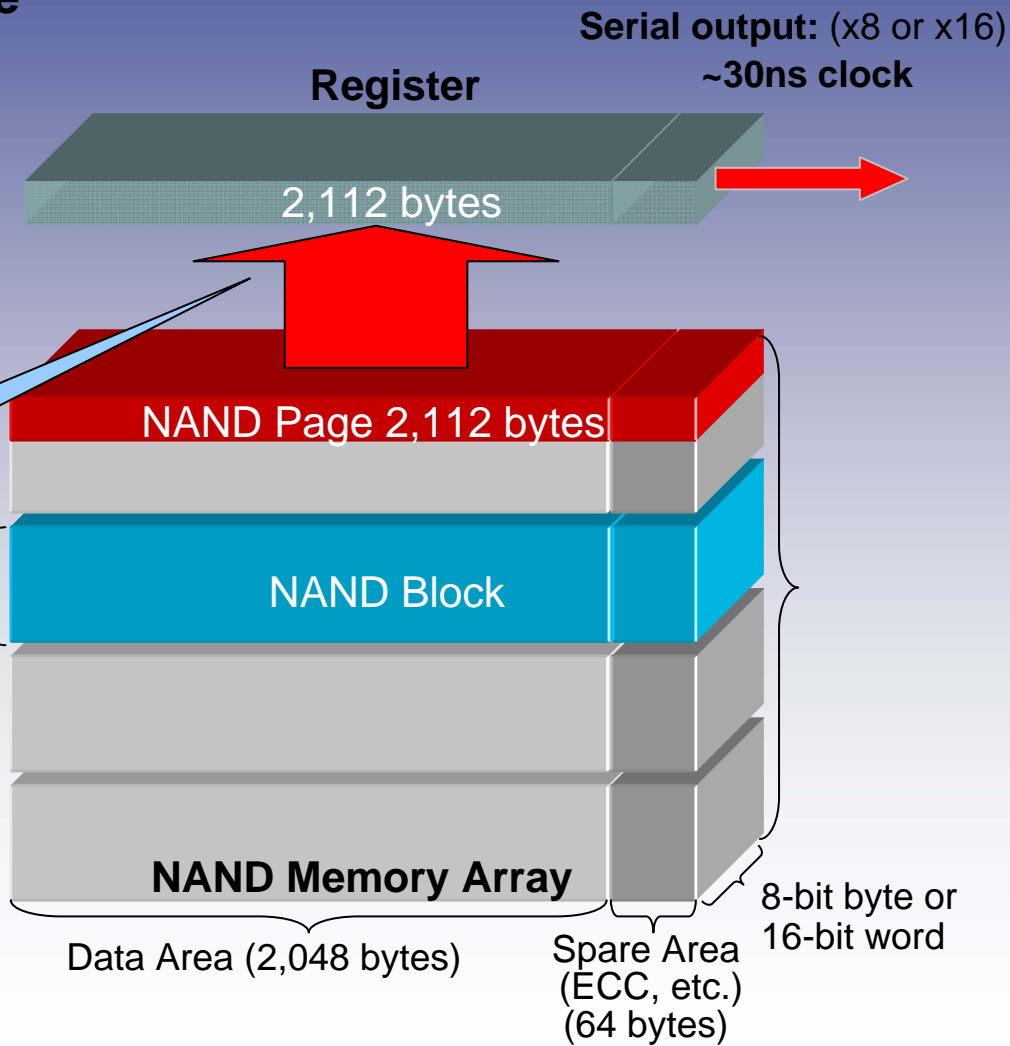 e
Serial output: (x8 or x16)
~30ns clock
Register
2,112 bytes
NAND Page 2,112 bytes
NAND Block
NAND Memory Array
8-bit byte or
16-bit word
Data Area (2,048 bytes)
Spare Area
(ECC, etc.)
(64 bytes)